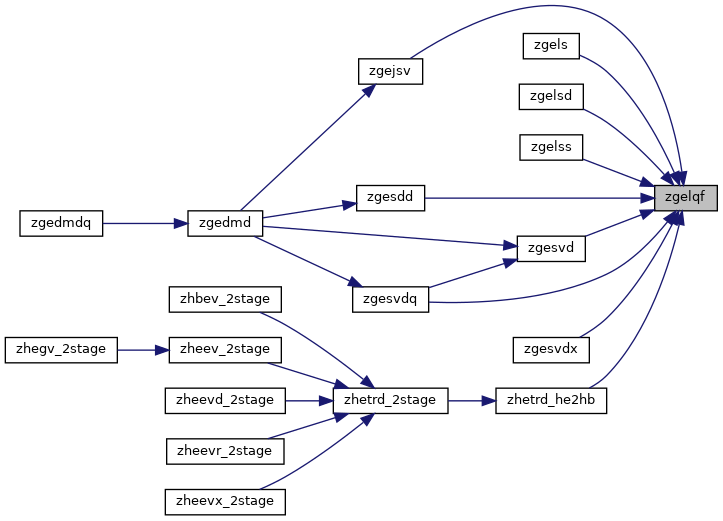 zgels
zgejsv
zgelsd
zgelss
zgesdd
zgelqf
zgedmdq
zgedmd
zgesvd
zhbev_2stage
zgesvdq
zhegv_2stage
zheev_2stage
zgesvdx
zheevd_2stage
zhetrd_2stage
zhetrd_he2hb
zheevr_2stage
zheevx_2stage